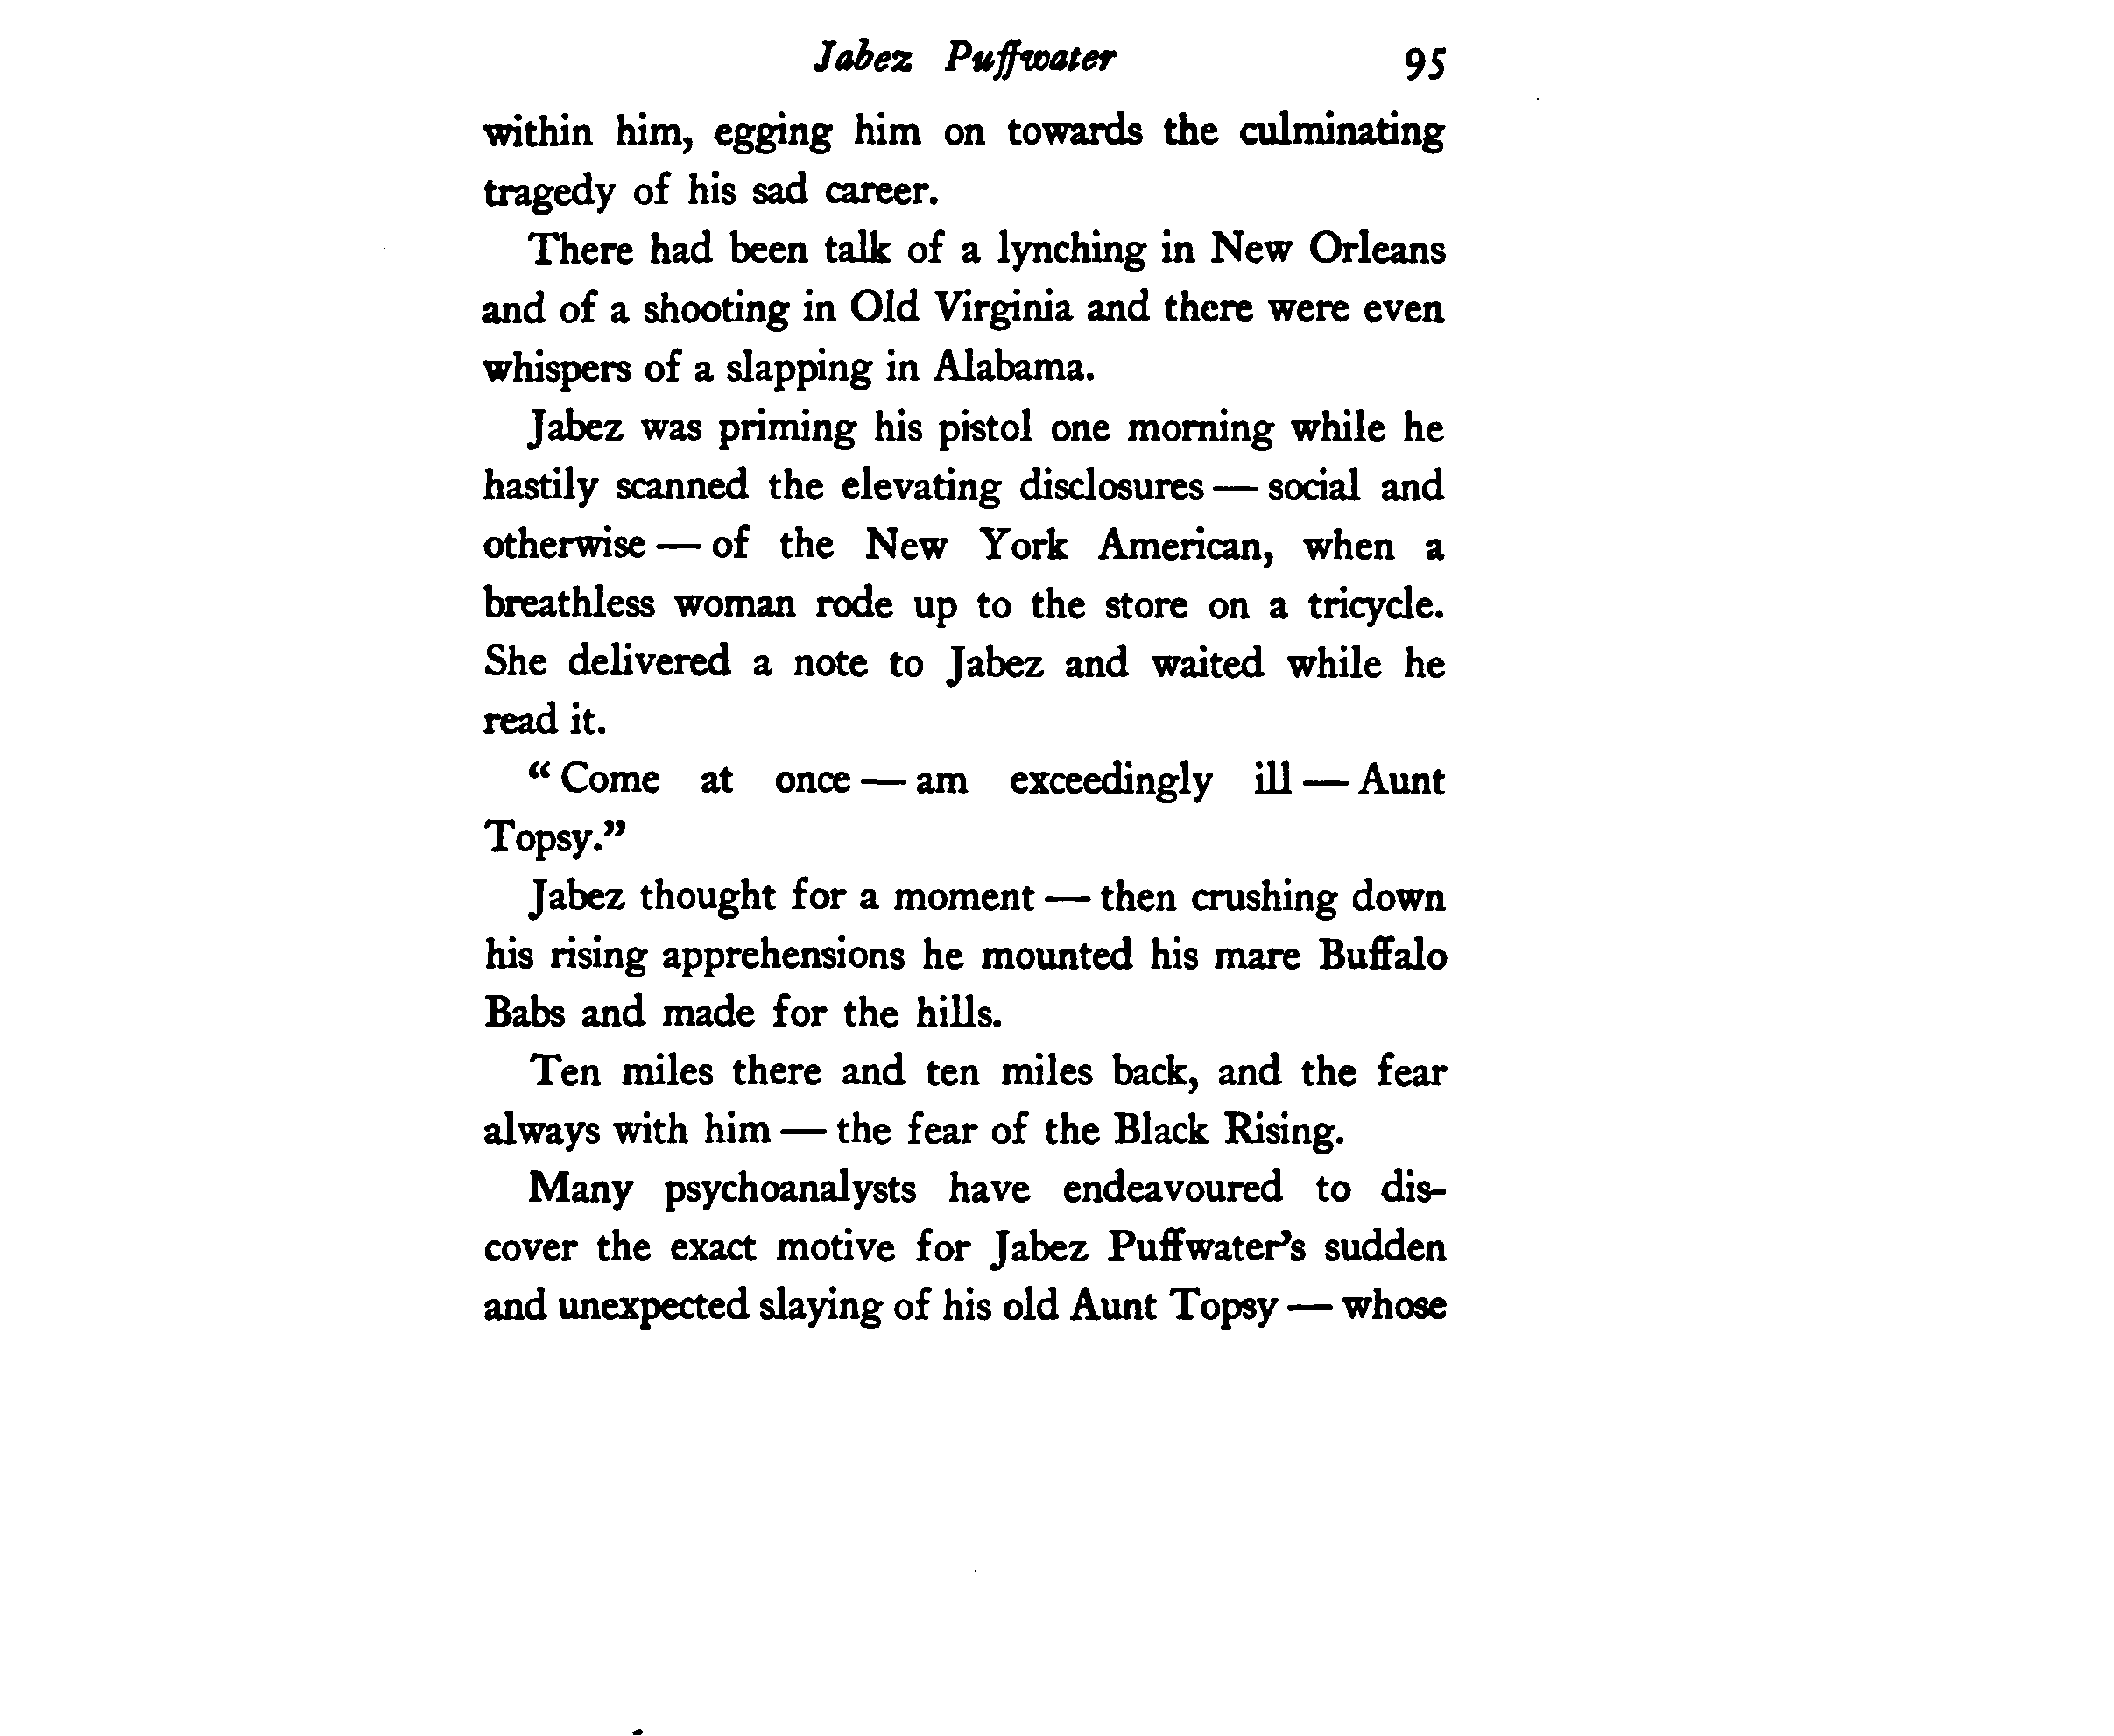 Jabez Puffwater 95
within him, egging him on towards the culminating
tragedy of his sad career.
There had been talk of a lynching in New Orleans
and of a shooting in Old Virginia and there were even
whispers of a slapping in Alabama.
Jabez was priming his pistol one morning while he
hastily scanned the elevating disclosures — social and
otherwise — of the New York American, when a
breathless woman rode up to the store on a tricycle.
She delivered a note to Jabez and waited while he
read it.
“ Come at once — am exceedingly ill — Aunt
Topsy.”
Jabez thought for a moment — then crushing down
his rising apprehensions he mounted his mare Buffalo
Babs and made for the hills.
Ten miles there and ten miles back, and the fear
always with him — the fear of the Black Rising.
Many psychoanalysts have endeavoured to dis-
cover the exact motive for Jabez Puffwater’s sudden
and unexpected slaying of his old Aunt Topsy — whose